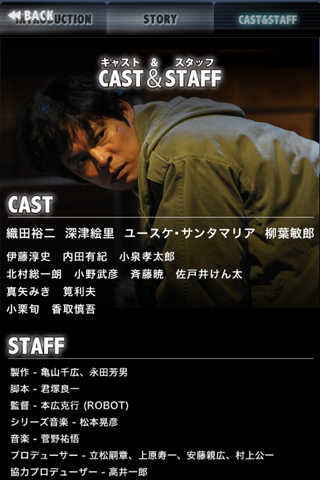 ◀◀BACK
INTRODUCTION STORY CAST&STAFF
キャスト & スタッフ
CAST&STAFF
CAST
織田裕二 深津絵里 ユースケ・サンタマリア 柳葉敏郎
伊藤淳史 内田有紀 小泉孝太郎
北村総一朗 小野武彦 斉藤暁 佐戸井けん太
真矢みき 筧利夫
小栗旬 香取慎吾
STAFF
製作 - 亀山千広、永田芳男
脚本 - 君塚良一
監督 - 本広克行 (ROBOT)
シリーズ音楽 - 松本晃彦
音楽 - 菅野祐悟
プロデューサー - 立松嗣章、上原寿一、安藤親広、村上公一
協力プロデューサー - 高井一郎